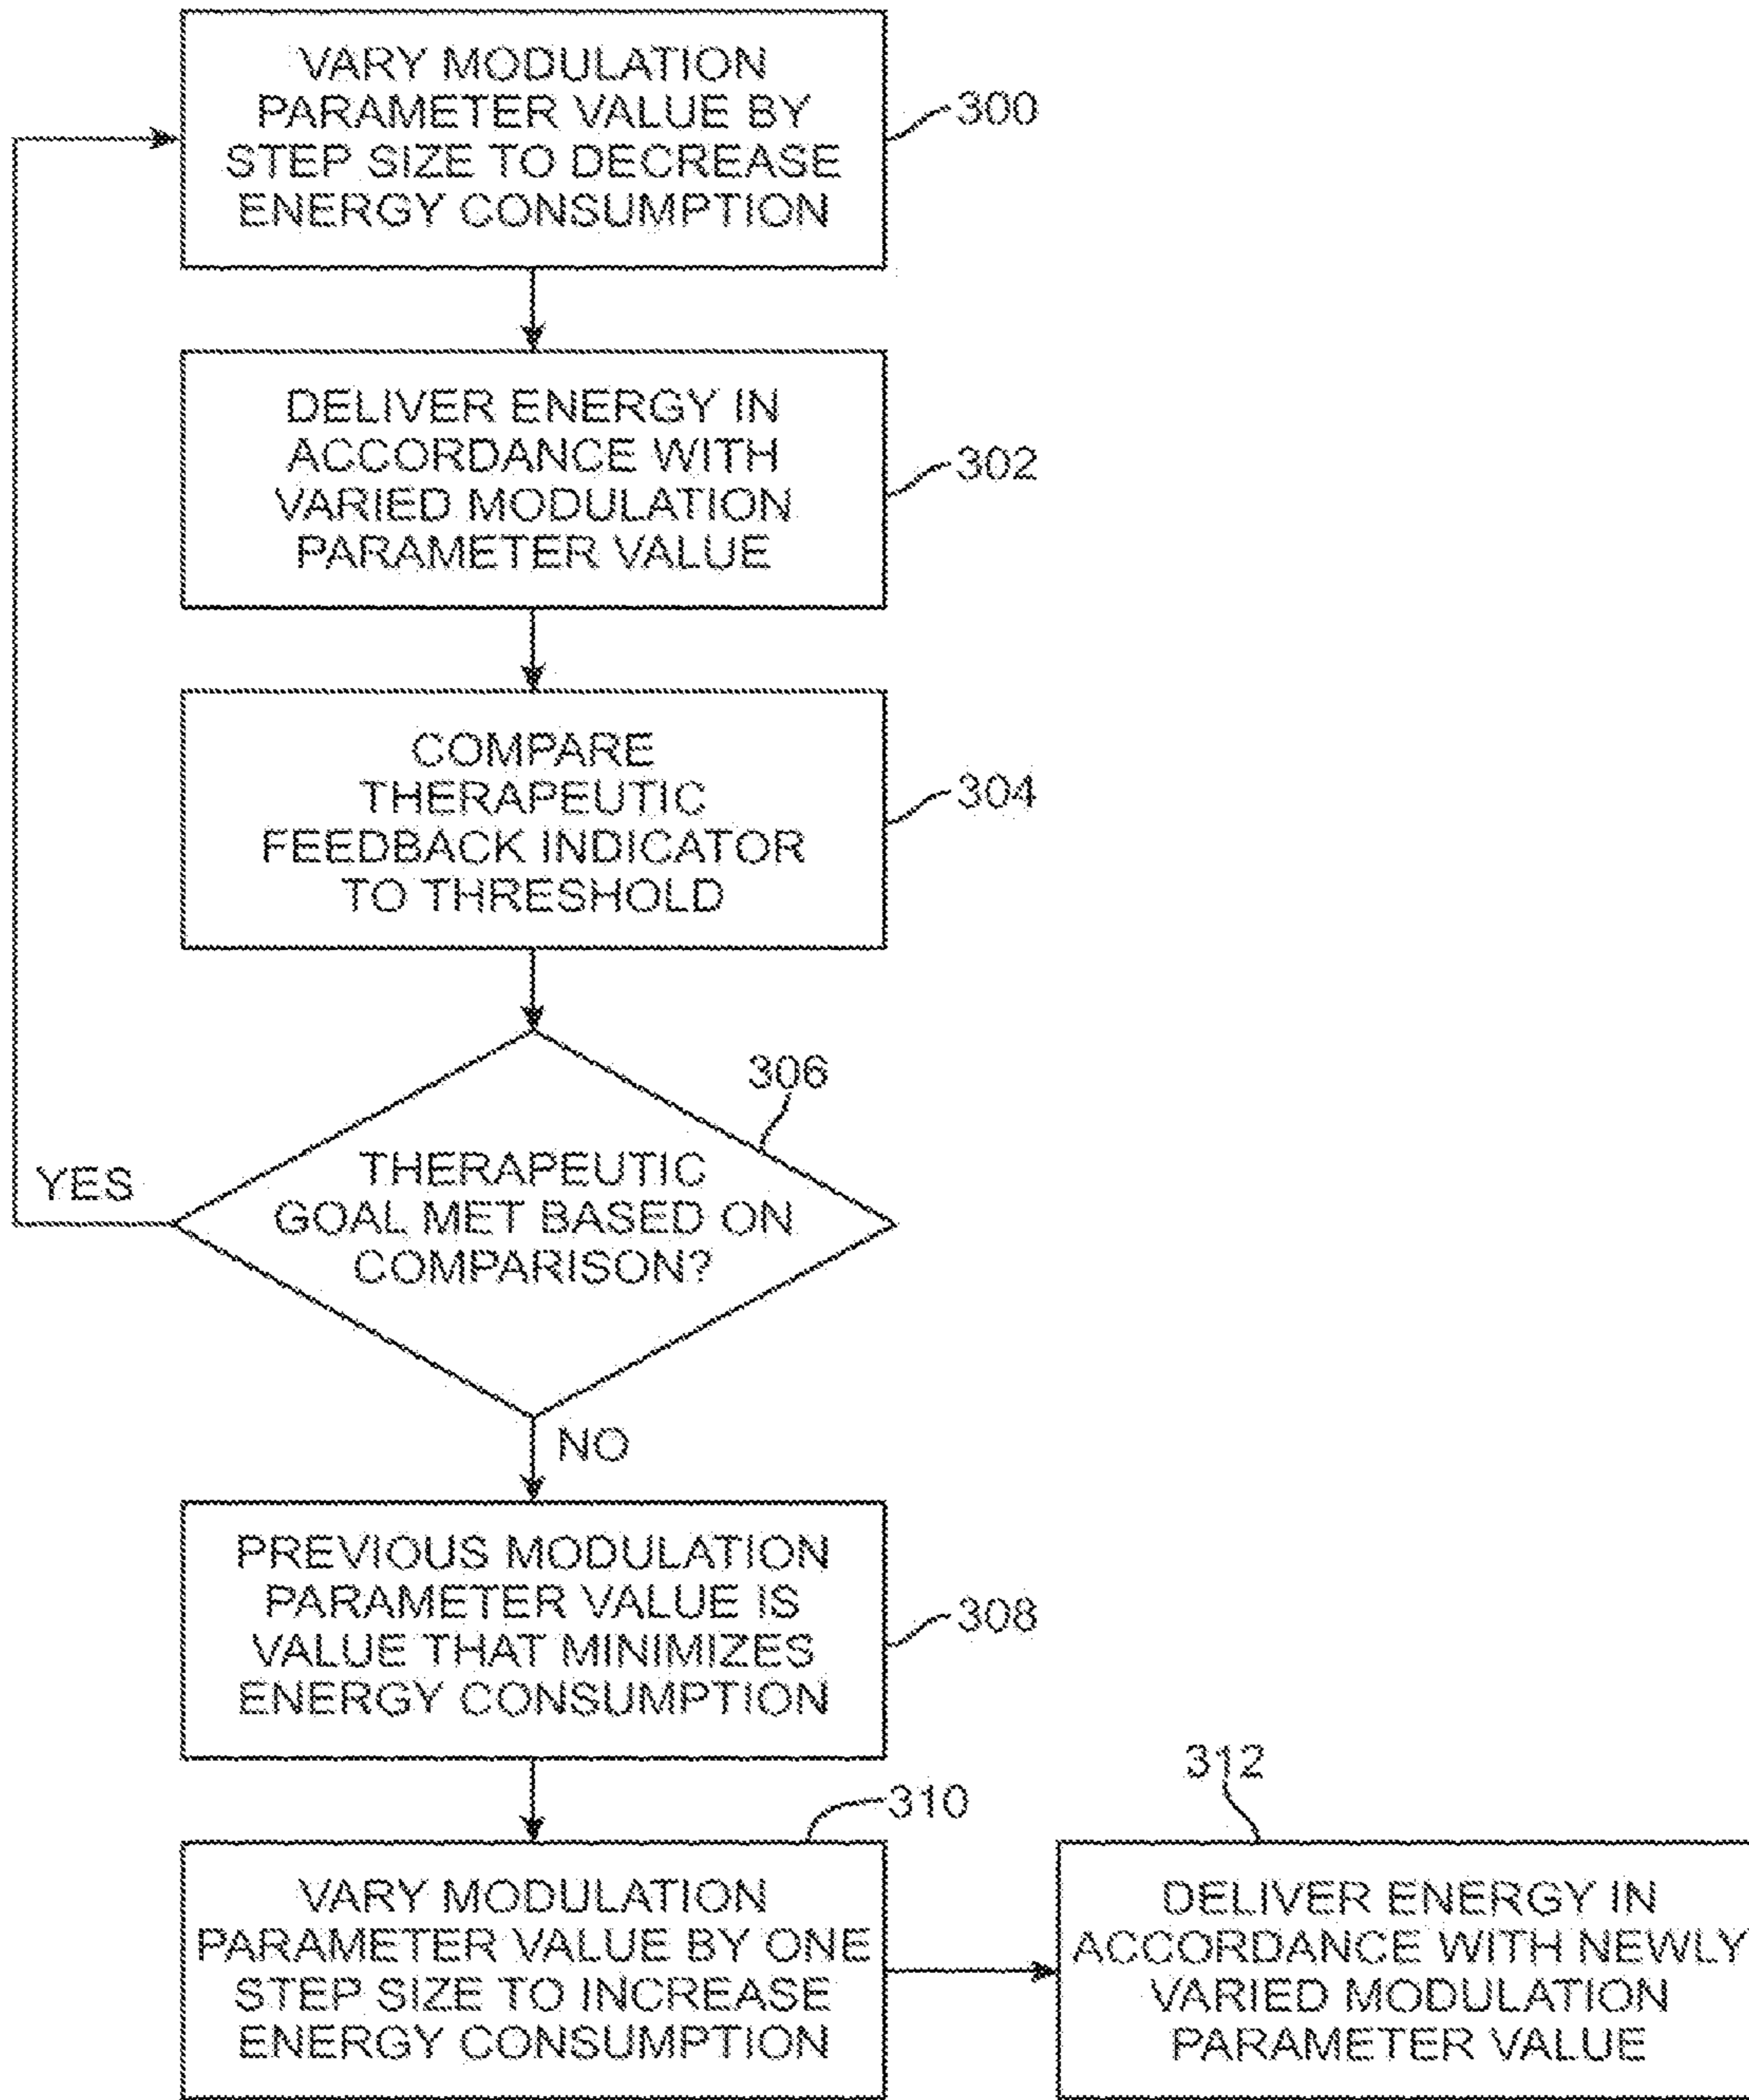 VARY MODULATION
PARAMETER VALUE BY
STEP SIZE TO DECREASE
ENERGY CONSUMPTION
300
DELIVER ENERGY IN
ACCORDANCE WITH
VARIED MODULATION
PARAMETER VALUE
302
COMPARE
THERAPEUTIC
FEEDBACK INDICATOR
TO THRESHOLD
304
306
THERAPEUTIC
GOAL MET BASED ON
COMPARISON?
YES
NO
PREVIOUS MODULATION
PARAMETER VALUE IS
VALUE THAT MINIMIZES
ENERGY CONSUMPTION
308
310
VARY MODULATION
PARAMETER VALUE BY ONE
STEP SIZE TO INCREASE
ENERGY CONSUMPTION
312
DELIVER ENERGY IN
ACCORDANCE WITH NEWLY
VARIED MODULATION
PARAMETER VALUE